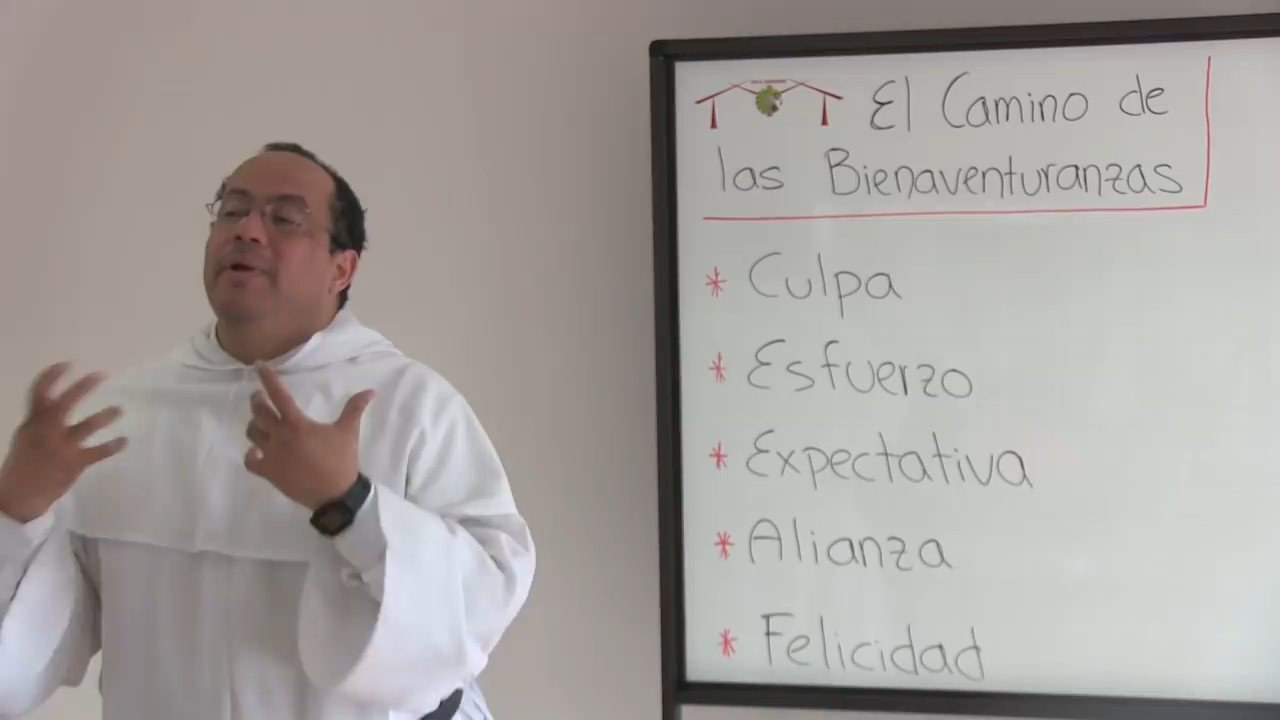 El Camino de
las Bienaventuranzas
* Culpa
* Esfuerzo
* Expectativa
* Alianza
* Felicidad